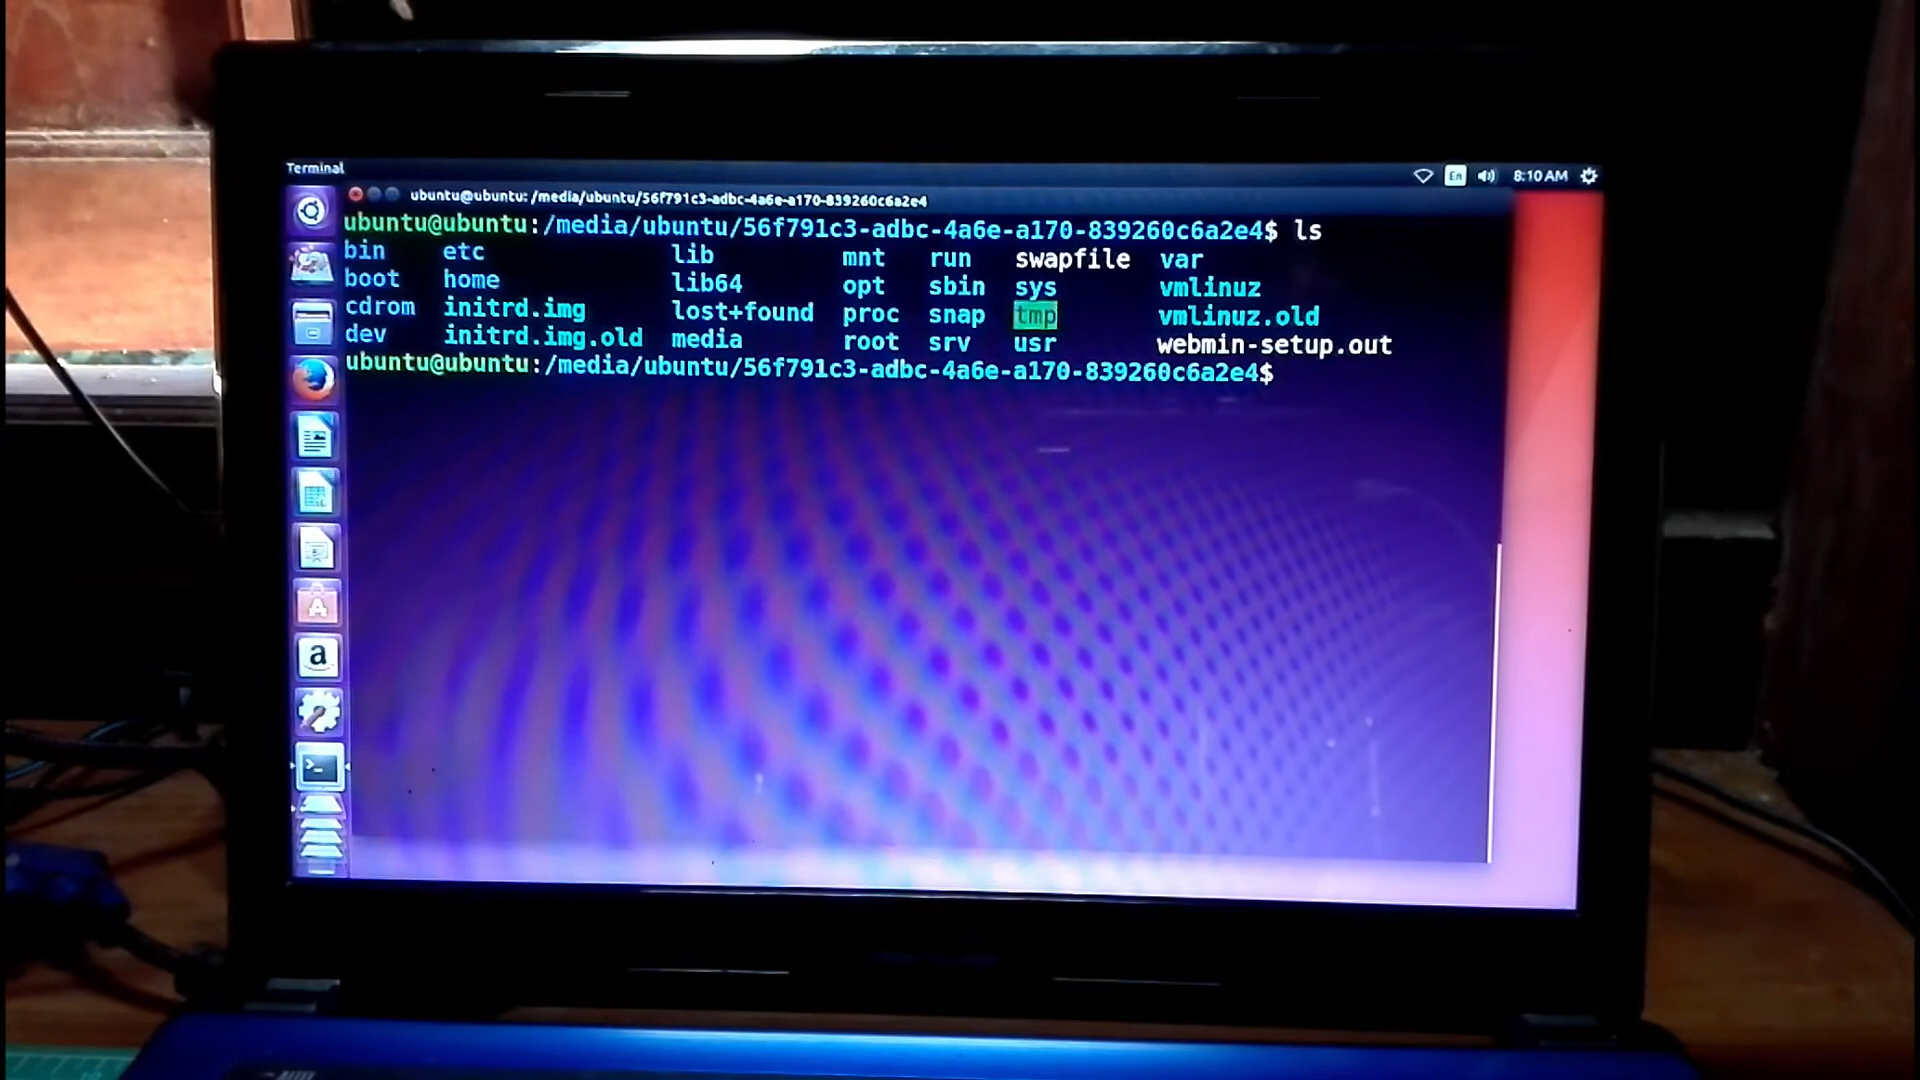 Terminal
En 8:10 AM
ubuntu@ubuntu: /media/ubuntu/56f791c3-adbc-4a6e-a170-839260c6a2e4
ubuntu@ubuntu:/media/ubuntu/56f791c3-adbc-4a6e-a170-839260c6a2e4$ ls
bin etc lib mnt run swapfile var
boot home lib64 opt sbin sys vmlinuz
cdrom initrd.img lost+found proc snap tmp vmlinuz.old
dev initrd.img.old media root srv usr webmin-setup.out
ubuntu@ubuntu:/media/ubuntu/56f791c3-adbc-4a6e-a170-839260c6a2e4$
A
a
>_